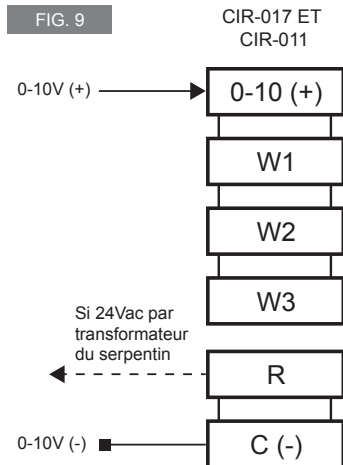 FIG. 9
CIR-017 ET
CIR-011
0-10V (+)
0-10 (+)
W1
W2
W3
Si 24Vac par
transformateur
du serpentin
R
0-10V (-)
C (-)